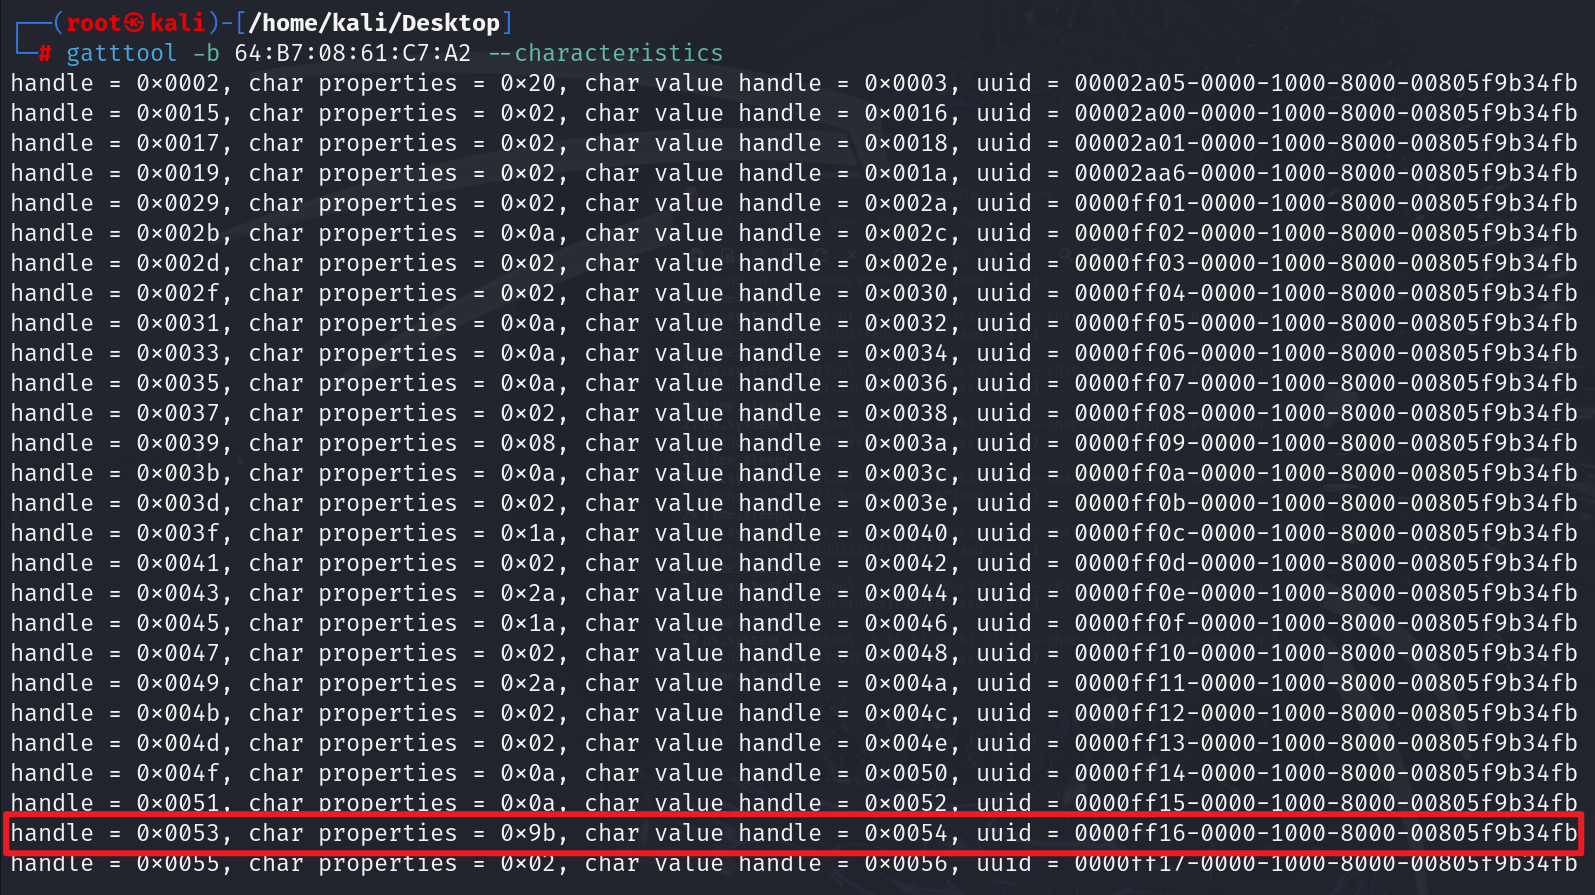 ┌──(root㉿kali)-[/home/kali/Desktop]
└─# gatttool -b 64:B7:08:61:C7:A2 --characteristics
handle = 0×0002, char properties = 0×20, char value handle = 0×0003, uuid = 00002a05-0000-1000-8000-00805f9b34fb
handle = 0×0015, char properties = 0×02, char value handle = 0×0016, uuid = 00002a00-0000-1000-8000-00805f9b34fb
handle = 0×0017, char properties = 0×02, char value handle = 0×0018, uuid = 00002a01-0000-1000-8000-00805f9b34fb
handle = 0×0019, char properties = 0×02, char value handle = 0×001a, uuid = 00002aa6-0000-1000-8000-00805f9b34fb
handle = 0×0029, char properties = 0×02, char value handle = 0×002a, uuid = 0000ff01-0000-1000-8000-00805f9b34fb
handle = 0×002b, char properties = 0×0a, char value handle = 0×002c, uuid = 0000ff02-0000-1000-8000-00805f9b34fb
handle = 0×002d, char properties = 0×02, char value handle = 0×002e, uuid = 0000ff03-0000-1000-8000-00805f9b34fb
handle = 0×002f, char properties = 0×02, char value handle = 0×0030, uuid = 0000ff04-0000-1000-8000-00805f9b34fb
handle = 0×0031, char properties = 0×0a, char value handle = 0×0032, uuid = 0000ff05-0000-1000-8000-00805f9b34fb
handle = 0×0033, char properties = 0×0a, char value handle = 0×0034, uuid = 0000ff06-0000-1000-8000-00805f9b34fb
handle = 0×0035, char properties = 0×0a, char value handle = 0×0036, uuid = 0000ff07-0000-1000-8000-00805f9b34fb
handle = 0×0037, char properties = 0×02, char value handle = 0×0038, uuid = 0000ff08-0000-1000-8000-00805f9b34fb
handle = 0×0039, char properties = 0×08, char value handle = 0×003a, uuid = 0000ff09-0000-1000-8000-00805f9b34fb
handle = 0×003b, char properties = 0×0a, char value handle = 0×003c, uuid = 0000ff0a-0000-1000-8000-00805f9b34fb
handle = 0×003d, char properties = 0×02, char value handle = 0×003e, uuid = 0000ff0b-0000-1000-8000-00805f9b34fb
handle = 0×003f, char properties = 0×1a, char value handle = 0×0040, uuid = 0000ff0c-0000-1000-8000-00805f9b34fb
handle = 0×0041, char properties = 0×02, char value handle = 0×0042, uuid = 0000ff0d-0000-1000-8000-00805f9b34fb
handle = 0×0043, char properties = 0×2a, char value handle = 0×0044, uuid = 0000ff0e-0000-1000-8000-00805f9b34fb
handle = 0×0045, char properties = 0×1a, char value handle = 0×0046, uuid = 0000ff0f-0000-1000-8000-00805f9b34fb
handle = 0×0047, char properties = 0×02, char value handle = 0×0048, uuid = 0000ff10-0000-1000-8000-00805f9b34fb
handle = 0×0049, char properties = 0×2a, char value handle = 0×004a, uuid = 0000ff11-0000-1000-8000-00805f9b34fb
handle = 0×004b, char properties = 0×02, char value handle = 0×004c, uuid = 0000ff12-0000-1000-8000-00805f9b34fb
handle = 0×004d, char properties = 0×02, char value handle = 0×004e, uuid = 0000ff13-0000-1000-8000-00805f9b34fb
handle = 0×004f, char properties = 0×0a, char value handle = 0×0050, uuid = 0000ff14-0000-1000-8000-00805f9b34fb
handle = 0×0051, char properties = 0×0a, char value handle = 0×0052, uuid = 0000ff15-0000-1000-8000-00805f9b34fb
handle = 0×0053, char properties = 0×9b, char value handle = 0×0054, uuid = 0000ff16-0000-1000-8000-00805f9b34fb
handle = 0×0055, char properties = 0×02, char value handle = 0×0056, uuid = 0000ff17-0000-1000-8000-00805f9b34fb